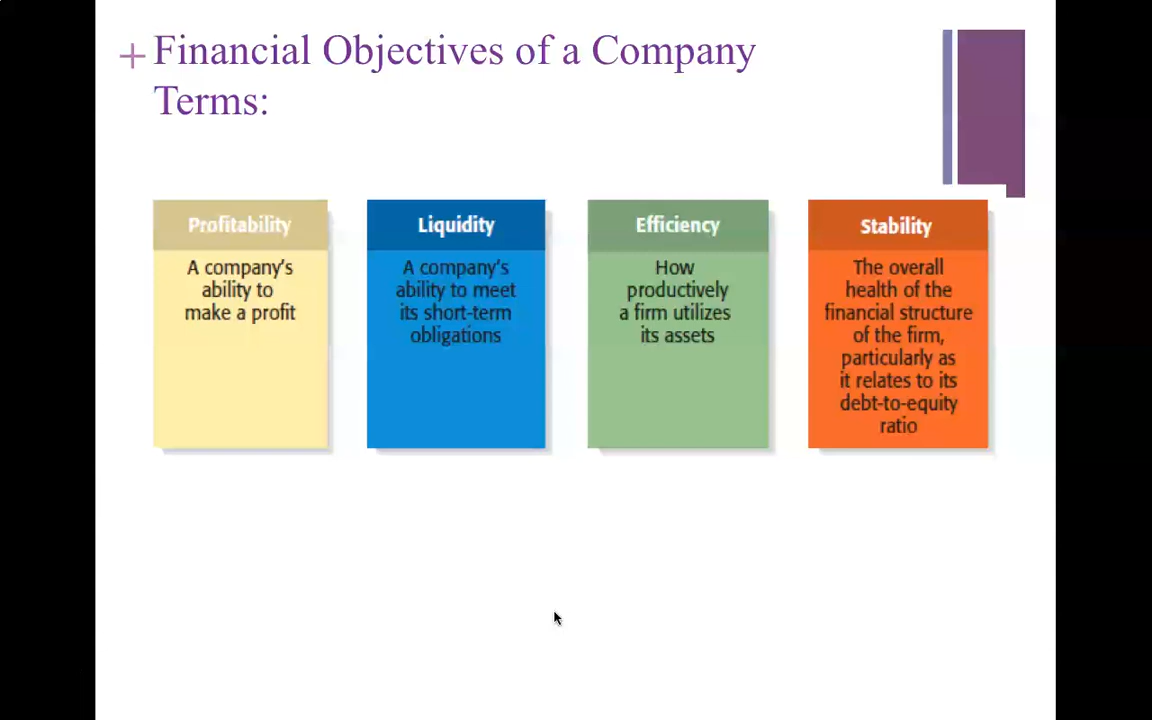 + Financial Objectives of a Company
Terms:
Profitability
A company's
ability to
make a profit
Liquidity
A company's
ability to meet
its short-term
obligations
Efficiency
How
productively
a firm utilizes
its assets
Stability
The overall
health of the
financial structure
of the firm,
particularly as
it relates to its
debt-to-equity
ratio